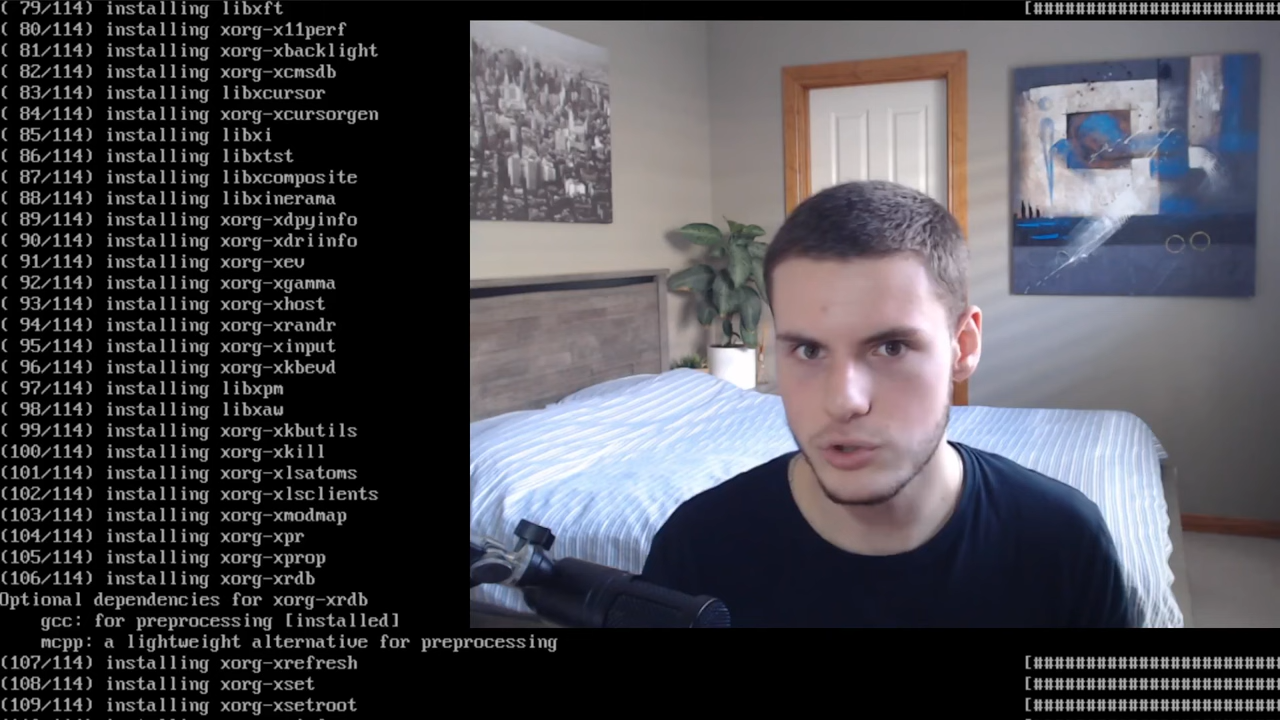 ( 79/114) installing libxft [########################
( 80/114) installing xorg-x11perf
( 81/114) installing xorg-xbacklight
( 82/114) installing xorg-xcmsdb
( 83/114) installing libxcursor
( 84/114) installing xorg-xcursorgen
( 85/114) installing libxi
( 86/114) installing libxtst
( 87/114) installing libxcomposite
( 88/114) installing libxinerama
( 89/114) installing xorg-xdpyinfo
( 90/114) installing xorg-xdriinfo
( 91/114) installing xorg-xev
( 92/114) installing xorg-xgamma
( 93/114) installing xorg-xhost
( 94/114) installing xorg-xrandr
( 95/114) installing xorg-xinput
( 96/114) installing xorg-xkbevd
( 97/114) installing libxpm
( 98/114) installing libxaw
( 99/114) installing xorg-xkbutils
(100/114) installing xorg-xkill
(101/114) installing xorg-xlsatoms
(102/114) installing xorg-xlsclients
(103/114) installing xorg-xmodmap
(104/114) installing xorg-xpr
(105/114) installing xorg-xprop
(106/114) installing xorg-xrdb
Optional dependencies for xorg-xrdb
gcc: for preprocessing [installed]
mcpp: a lightweight alternative for preprocessing
(107/114) installing xorg-xrefresh [########################
(108/114) installing xorg-xset [########################
(109/114) installing xorg-xsetroot [########################